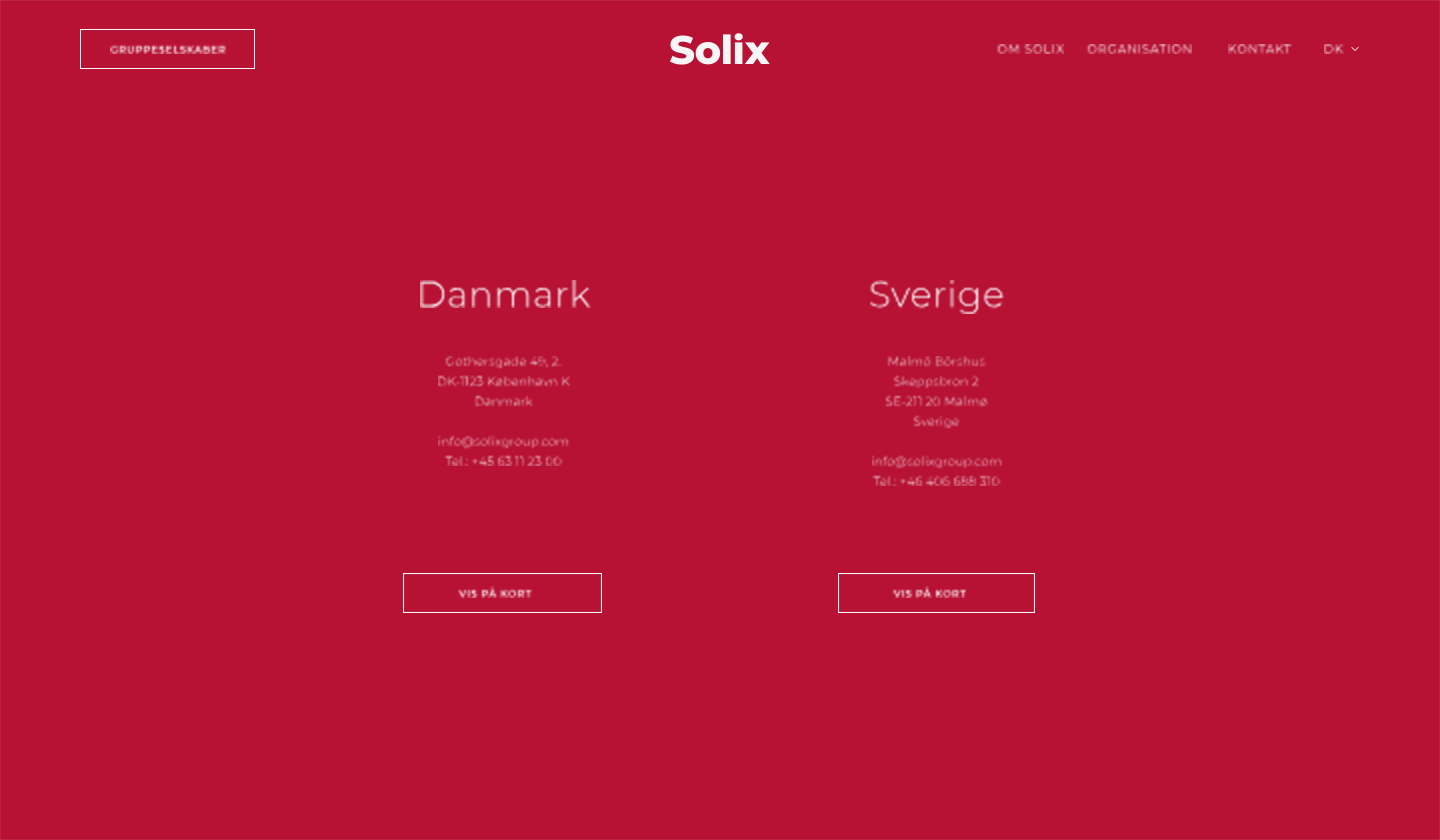 GRUPPESELSKABER
Solix
OM SOLIX
ORGANISATION
KONTAKT
DK
Danmark
Gothersgade 49, 2.
DK-1123 København K
Danmark
info@solixgroup.com
Tel.: +45 63 11 23 00
VIS PÅ KORT
Sverige
Malmö Börshus
Skeppsbron 2
SE-211 20 Malmø
Sverige
info@solixgroup.com
Tel.: +46 406 688 310
VIS PÅ KORT